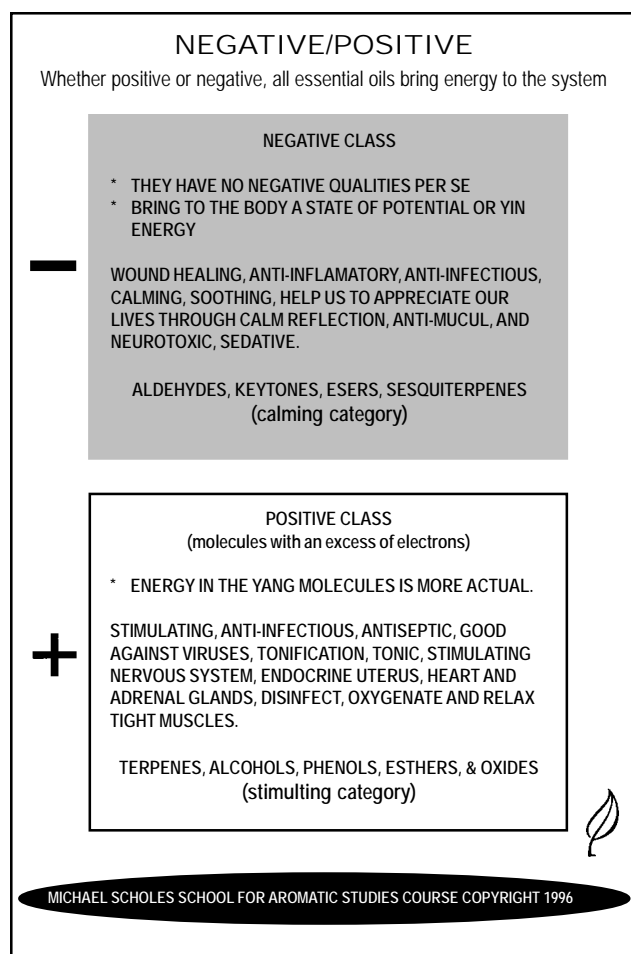 NEGATIVE/POSITIVE
Whether positive or negative, all essential oils bring energy to the system
NEGATIVE CLASS
* THEY HAVE NO NEGATIVE QUALITIES PER SE
* BRING TO THE BODY A STATE OF POTENTIAL OR YIN
ENERGY
−
WOUND HEALING, ANTI-INFLAMATORY, ANTI-INFECTIOUS,
CALMING, SOOTHING, HELP US TO APPRECIATE OUR
LIVES THROUGH CALM REFLECTION, ANTI-MUCUL, AND
NEUROTOXIC, SEDATIVE.
ALDEHYDES, KEYTONES, ESERS, SESQUITERPENES
(calming category)
POSITIVE CLASS
(molecules with an excess of electrons)
* ENERGY IN THE YANG MOLECULES IS MORE ACTUAL.
+
STIMULATING, ANTI-INFECTIOUS, ANTISEPTIC, GOOD
AGAINST VIRUSES, TONIFICATION, TONIC, STIMULATING
NERVOUS SYSTEM, ENDOCRINE UTERUS, HEART AND
ADRENAL GLANDS, DISINFECT, OXYGENATE AND RELAX
TIGHT MUSCLES.
TERPENES, ALCOHOLS, PHENOLS, ESTHERS, & OXIDES
(stimulting category)
MICHAEL SCHOLES SCHOOL FOR AROMATIC STUDIES COURSE COPYRIGHT 1996